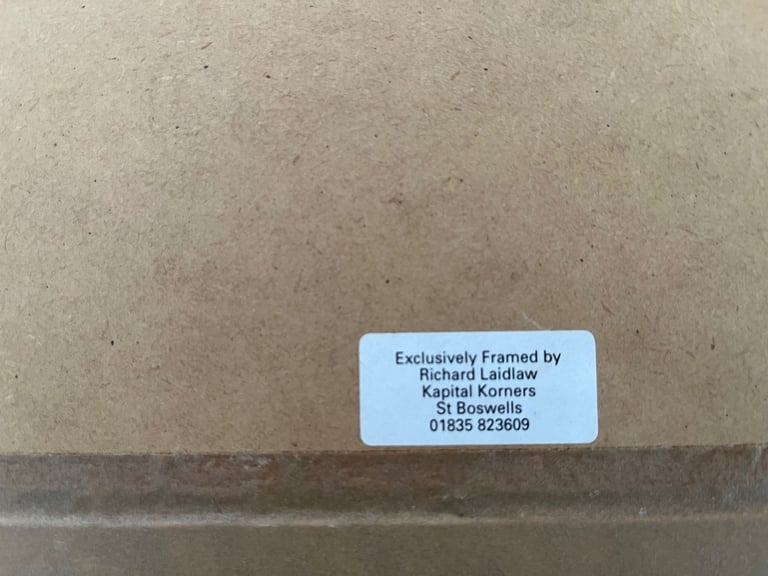 Exclusively Framed by
Richard Laidlaw
Kapital Korners
St Boswells
01835 823609